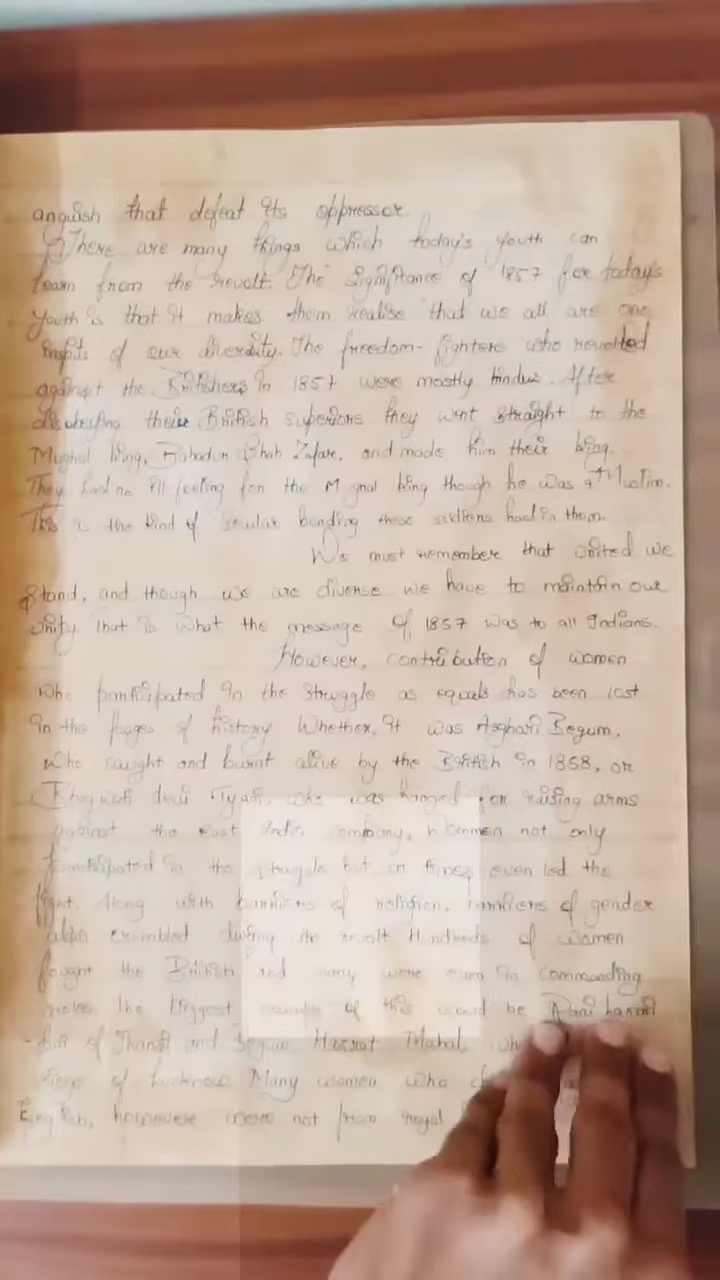 anguish that defeat its oppressor
There are many things which today's youth can
learn from the revolt. The significance of 1857 for today's
youth is that it makes them realise that we all are one
inspite of our diversity. The freedom-fighters who revolted
against the Britishers in 1857 were mostly hindus. After
disobeying their British superiors they went straight to the
Mughal king, Bahadur Shah Zafar, and made him their king.
They had no ill feeling for the Mughal king though he was a Muslim.
This is the kind of secular bonding these soldiers had in them.
We must remember that united we
stand, and though we are diverse we have to maintain our
unity that is what the message of 1857 was to all Indians.
However, contribution of women
who participated in the struggle as equals has been lost
in the pages of history Whether, it was Asghari Begum,
who caught and burnt alive by the British in 1858, or
devi Tyagi, who was hanged for raising arms
against the East India company, women not only
participated in the struggle but on times even led the
fight. Along with barriers of religion, barriers of gender
also crumbled during the revolt Hundreds of women
fought the British and many were even in commanding
roles the biggest example of this would be Rani laxmi
-bai of Jhansi and Begum Hazrat Mahal,
siege of lucknow. Many women who
English, howevere were not from royal